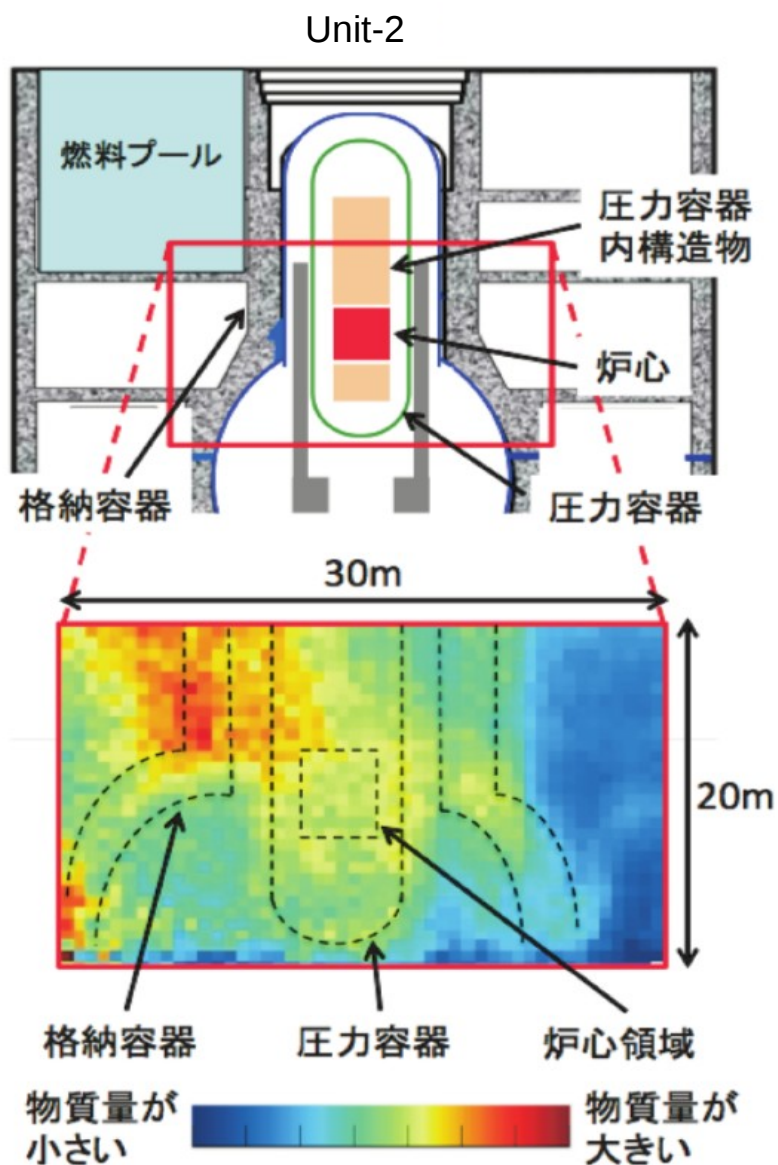 Unit-2
燃料プール
圧力容器
内構造物
炉心
格納容器
圧力容器
30m
20m
格納容器
圧力容器
炉心領域
物質量が
小さい
物質量が
大きい